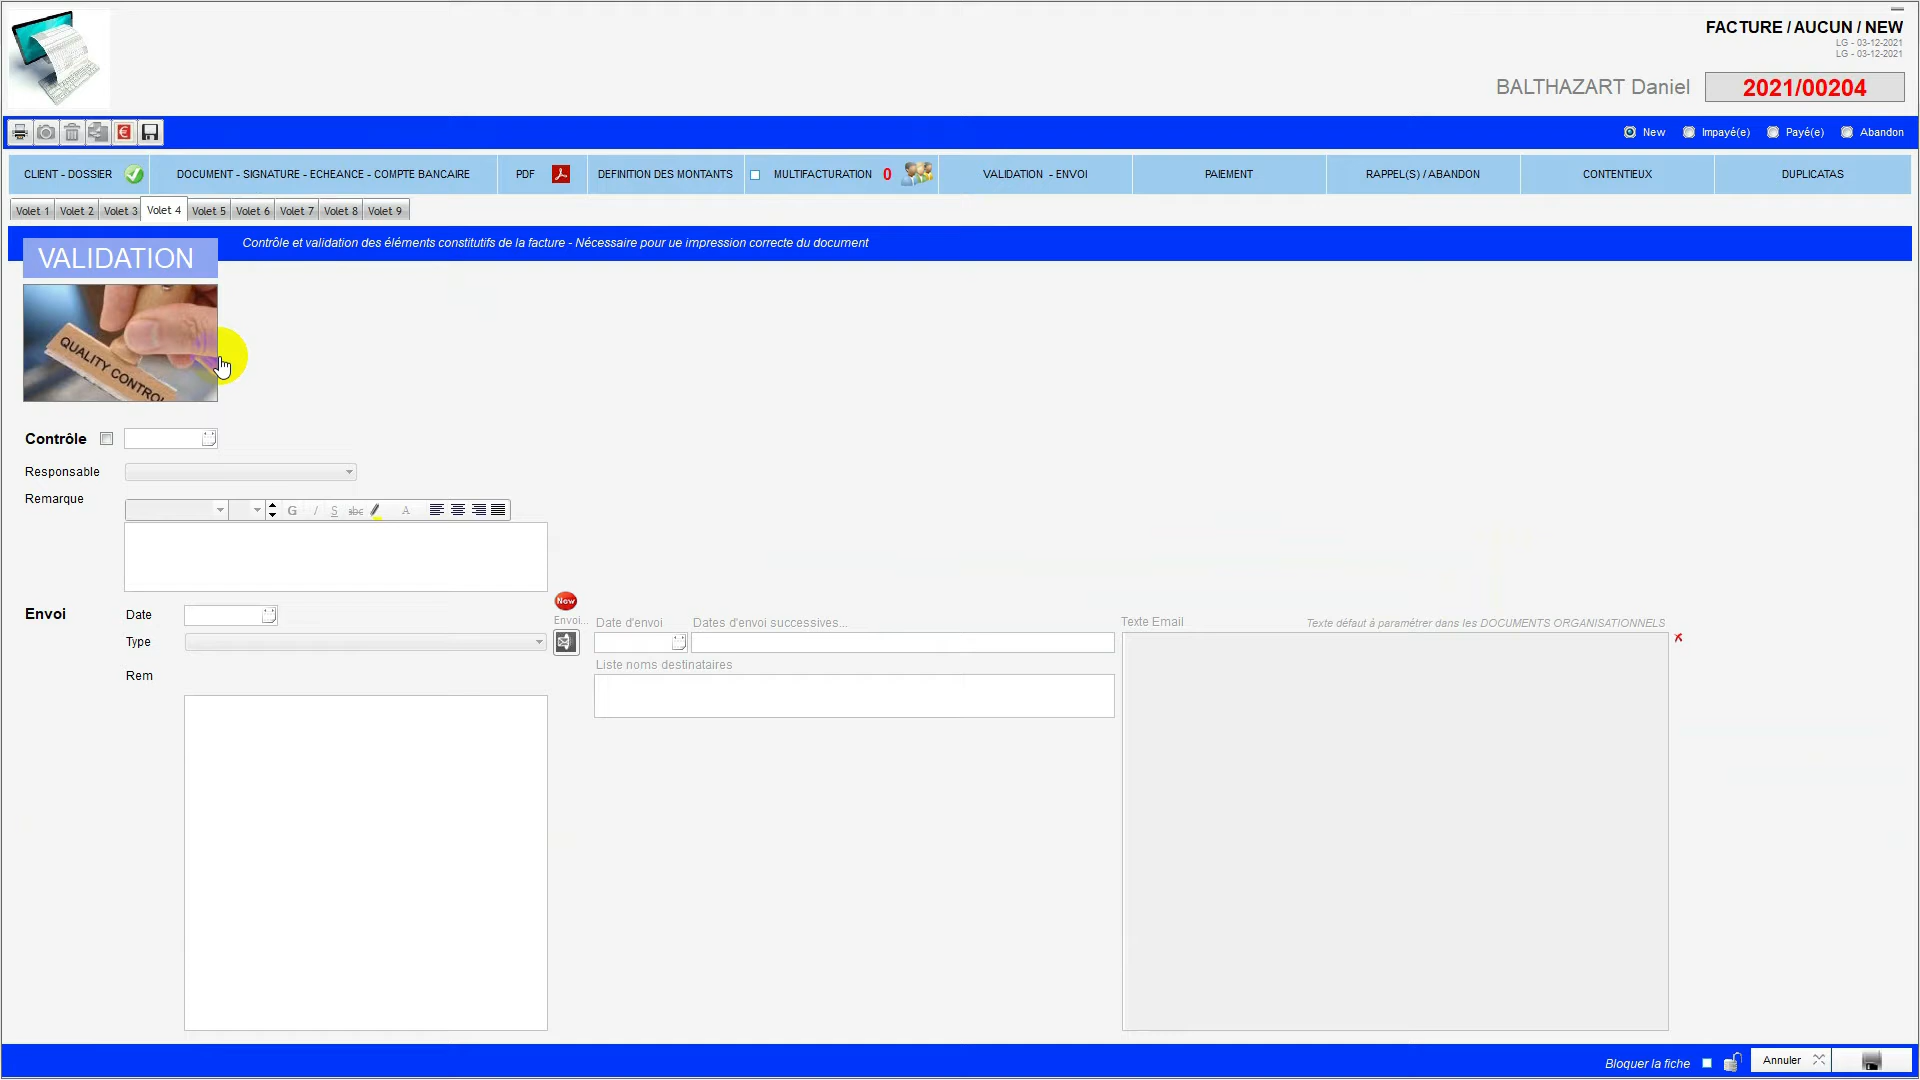 FACTURE / AUCUN / NEW
LG - 03-12-2021
LG - 03-12-2021
BALTHAZART Daniel
2021/00204
New
Impayé(e)
Payé(e)
Abandon
CLIENT - DOSSIER
DOCUMENT - SIGNATURE - ECHEANCE - COMPTE BANCAIRE
PDF
DEFINITION DES MONTANTS
MULTIFACTURATION 0
VALIDATION - ENVOI
PAIEMENT
RAPPEL(S) / ABANDON
CONTENTIEUX
DUPLICATAS
Volet 1
Volet 2
Volet 3
Volet 4
Volet 5
Volet 6
Volet 7
Volet 8
Volet 9
VALIDATION
Contrôle et validation des éléments constitutifs de la facture - Nécessaire pour ue impression correcte du document
QUALITY CONTROL
Contrôle
Responsable
Remarque
G I S abc A
Envoi
Date
New
Envoi...
Date d'envoi
Dates d'envoi successives...
Texte Email
Texte défaut à paramétrer dans les DOCUMENTS ORGANISATIONNELS
Type
Liste noms destinataires
Rem
Bloquer la fiche
Annuler